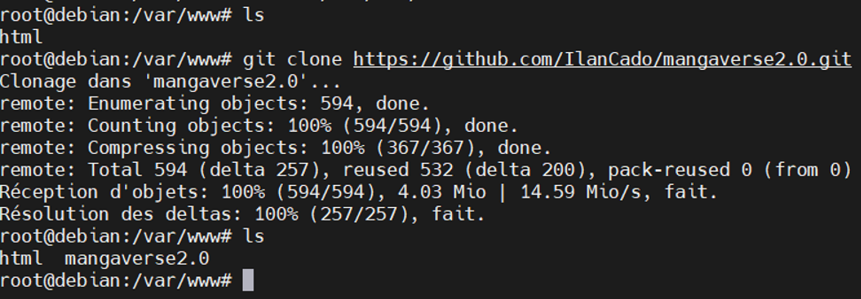 root@debian:/var/www# ls
html
root@debian:/var/www# git clone https://github.com/IlanCado/mangaverse2.0.git
Clonage dans 'mangaverse2.0'...
remote: Enumerating objects: 594, done.
remote: Counting objects: 100% (594/594), done.
remote: Compressing objects: 100% (367/367), done.
remote: Total 594 (delta 257), reused 532 (delta 200), pack-reused 0 (from 0)
Réception d'objets: 100% (594/594), 4.03 Mio | 14.59 Mio/s, fait.
Résolution des deltas: 100% (257/257), fait.
root@debian:/var/www# ls
html  mangaverse2.0
root@debian:/var/www#